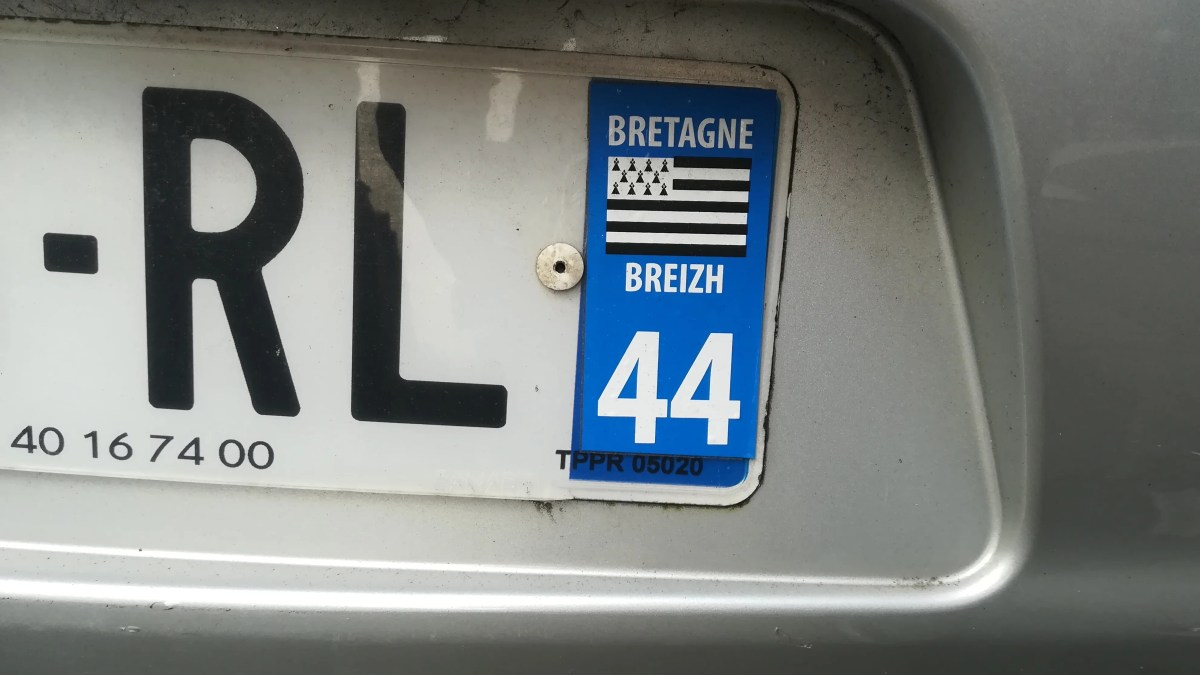 -RL
40 16 74 00
BRETAGNE
BREIZH
44
TPPR 05020